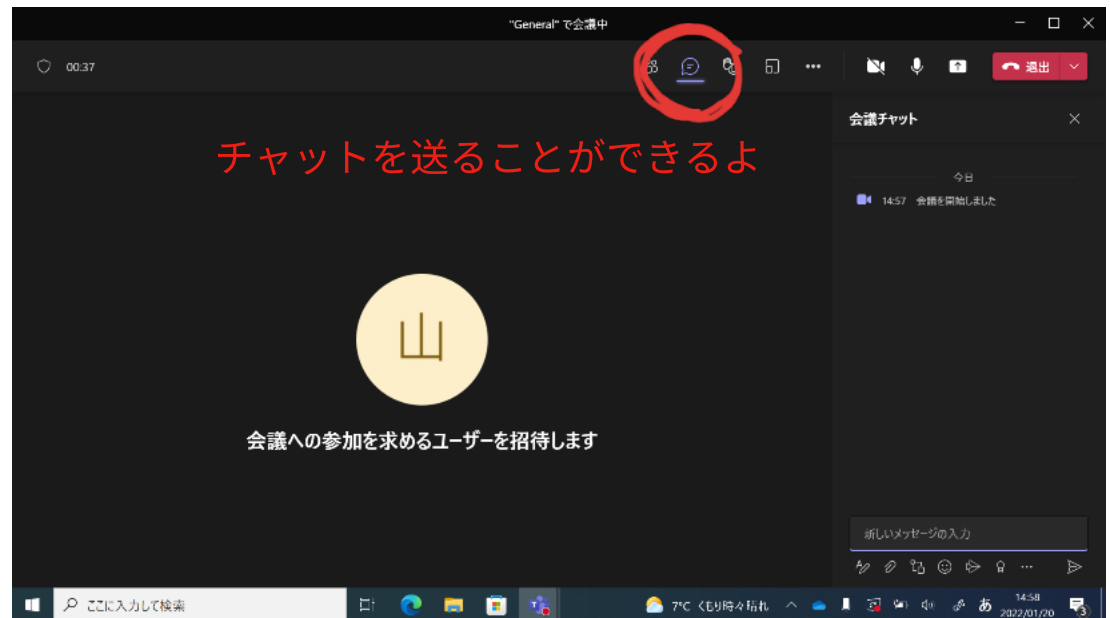 "General" で会議中
00:37
退出
チャットを送ることができるよ
会議チャット
今日
14:57 会議を開始しました
山
会議への参加を求めるユーザーを招待します
新しいメッセージの入力
ここに入力して検索
7°C くもり時々晴れ
あ
14:58
2022/01/20
3